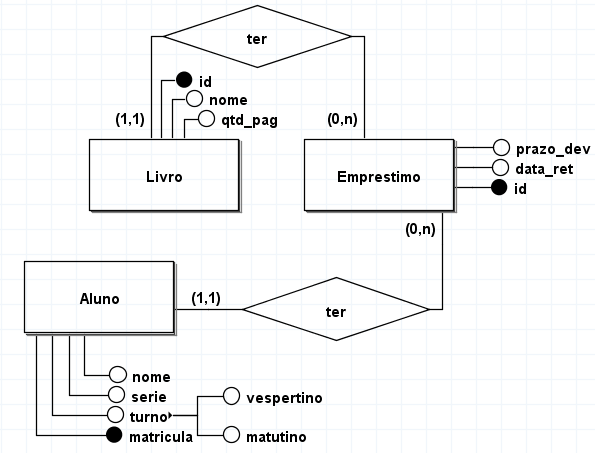 ter
id
nome
qtd_pag
(1,1)
(0,n)
Livro
Emprestimo
prazo_dev
data_ret
id
(0,n)
Aluno
(1,1)
ter
nome
serie
turno
vespertino
matutino
matricula